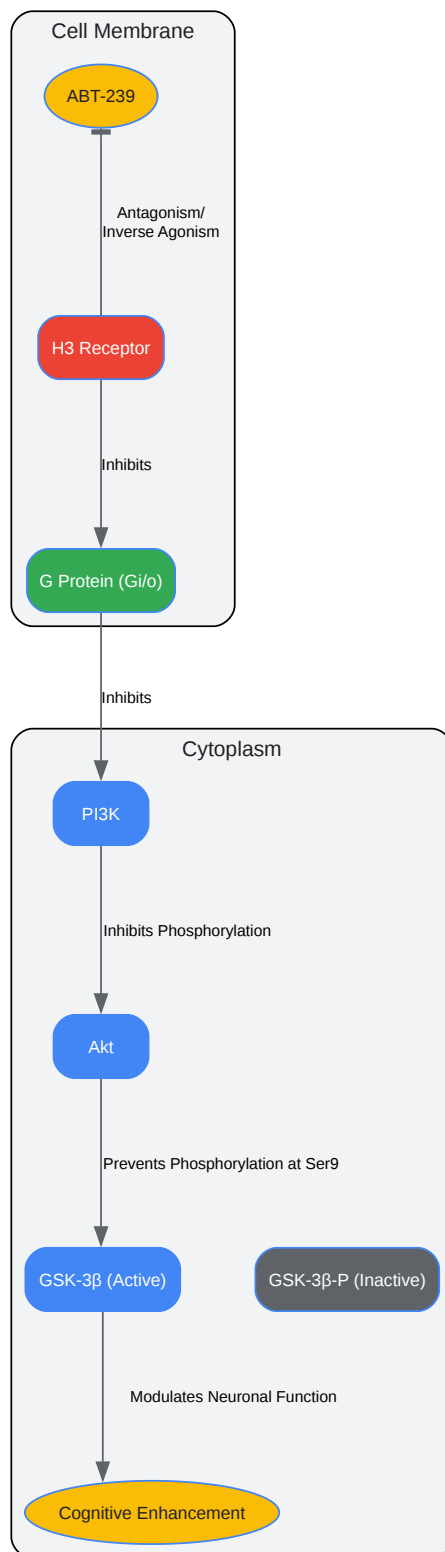 Cell Membrane
ABT-239
Antagonism/
Inverse Agonism
H3 Receptor
Inhibits
G Protein (Gi/o)
Inhibits
Cytoplasm
PI3K
Inhibits Phosphorylation
Akt
Prevents Phosphorylation at Ser9
GSK-3β (Active)
GSK-3β-P (Inactive)
Modulates Neuronal Function
Cognitive Enhancement